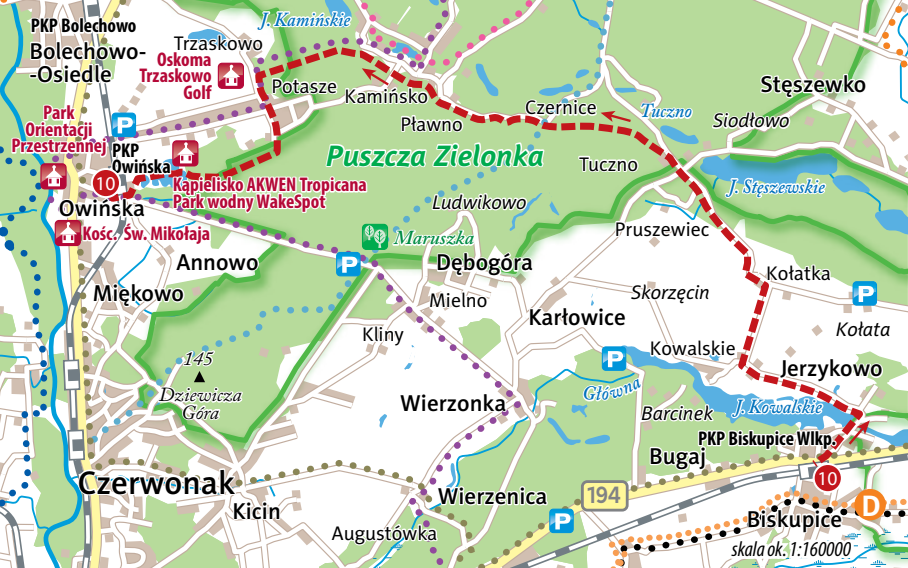 PKP Bolechowo
Bolechowo-
-Osiedle
Trzaskowo
Oskoma
Trzaskowo
Golf
J. Kamińskie
Potasze
Kamińsko
Pławno
Czernice
Tuczno
Stęszewko
Siodłowo
Park
Orientacji
Przestrzennej
P
PKP
Owińska
10
Owińska
Kąpielisko AKWEN Tropicana
Park wodny WakeSpot
Kośc. Św. Mikołaja
Puszcza Zielonka
Tuczno
J. Stęszewskie
Ludwikowo
Maruszka
Pruszewiec
Annowo
P
Dębogóra
Kołatka
Miękowo
Mielno
Skorzęcin
P
Karłowice
Kołata
Kliny
Kowalskie
145
P
Jerzykowo
Dziewicza
Góra
Główna
Wierzonka
Barcinek
J. Kowalskie
PKP Biskupice Wlkp.
Bugaj
10
Czerwonak
Wierzenica
194
D
Kicin
P
Biskupice
Augustówka
skala ok. 1:160000